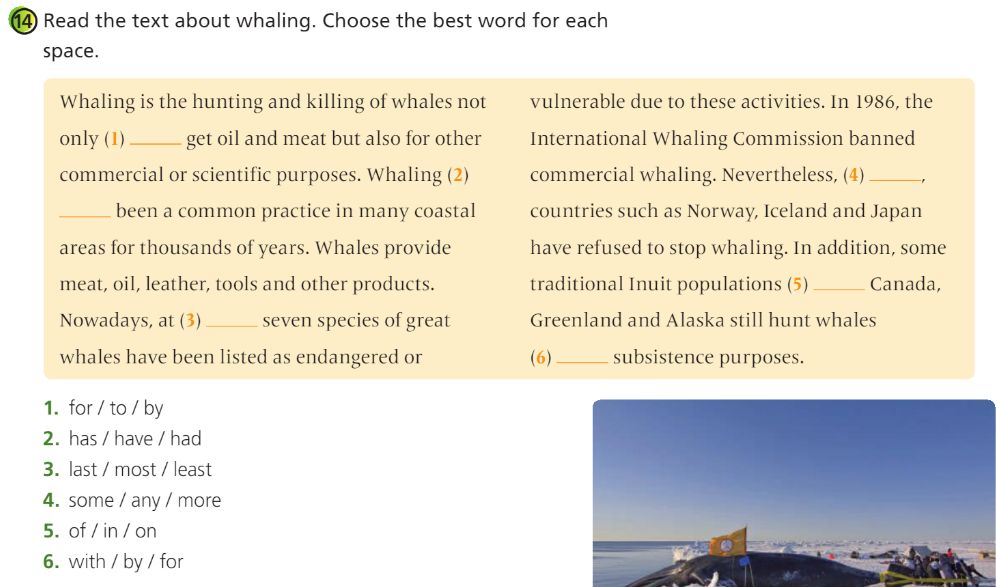 14 Read the text about whaling. Choose the best word for each
space.
Whaling is the hunting and killing of whales not
only (1) ______ get oil and meat but also for other
commercial or scientific purposes. Whaling (2)
______ been a common practice in many coastal
areas for thousands of years. Whales provide
meat, oil, leather, tools and other products.
Nowadays, at (3) ______ seven species of great
whales have been listed as endangered or
vulnerable due to these activities. In 1986, the
International Whaling Commission banned
commercial whaling. Nevertheless, (4) ______,
countries such as Norway, Iceland and Japan
have refused to stop whaling. In addition, some
traditional Inuit populations (5) ______ Canada,
Greenland and Alaska still hunt whales
(6) ______ subsistence purposes.
1. for / to / by
2. has / have / had
3. last / most / least
4. some / any / more
5. of / in / on
6. with / by / for